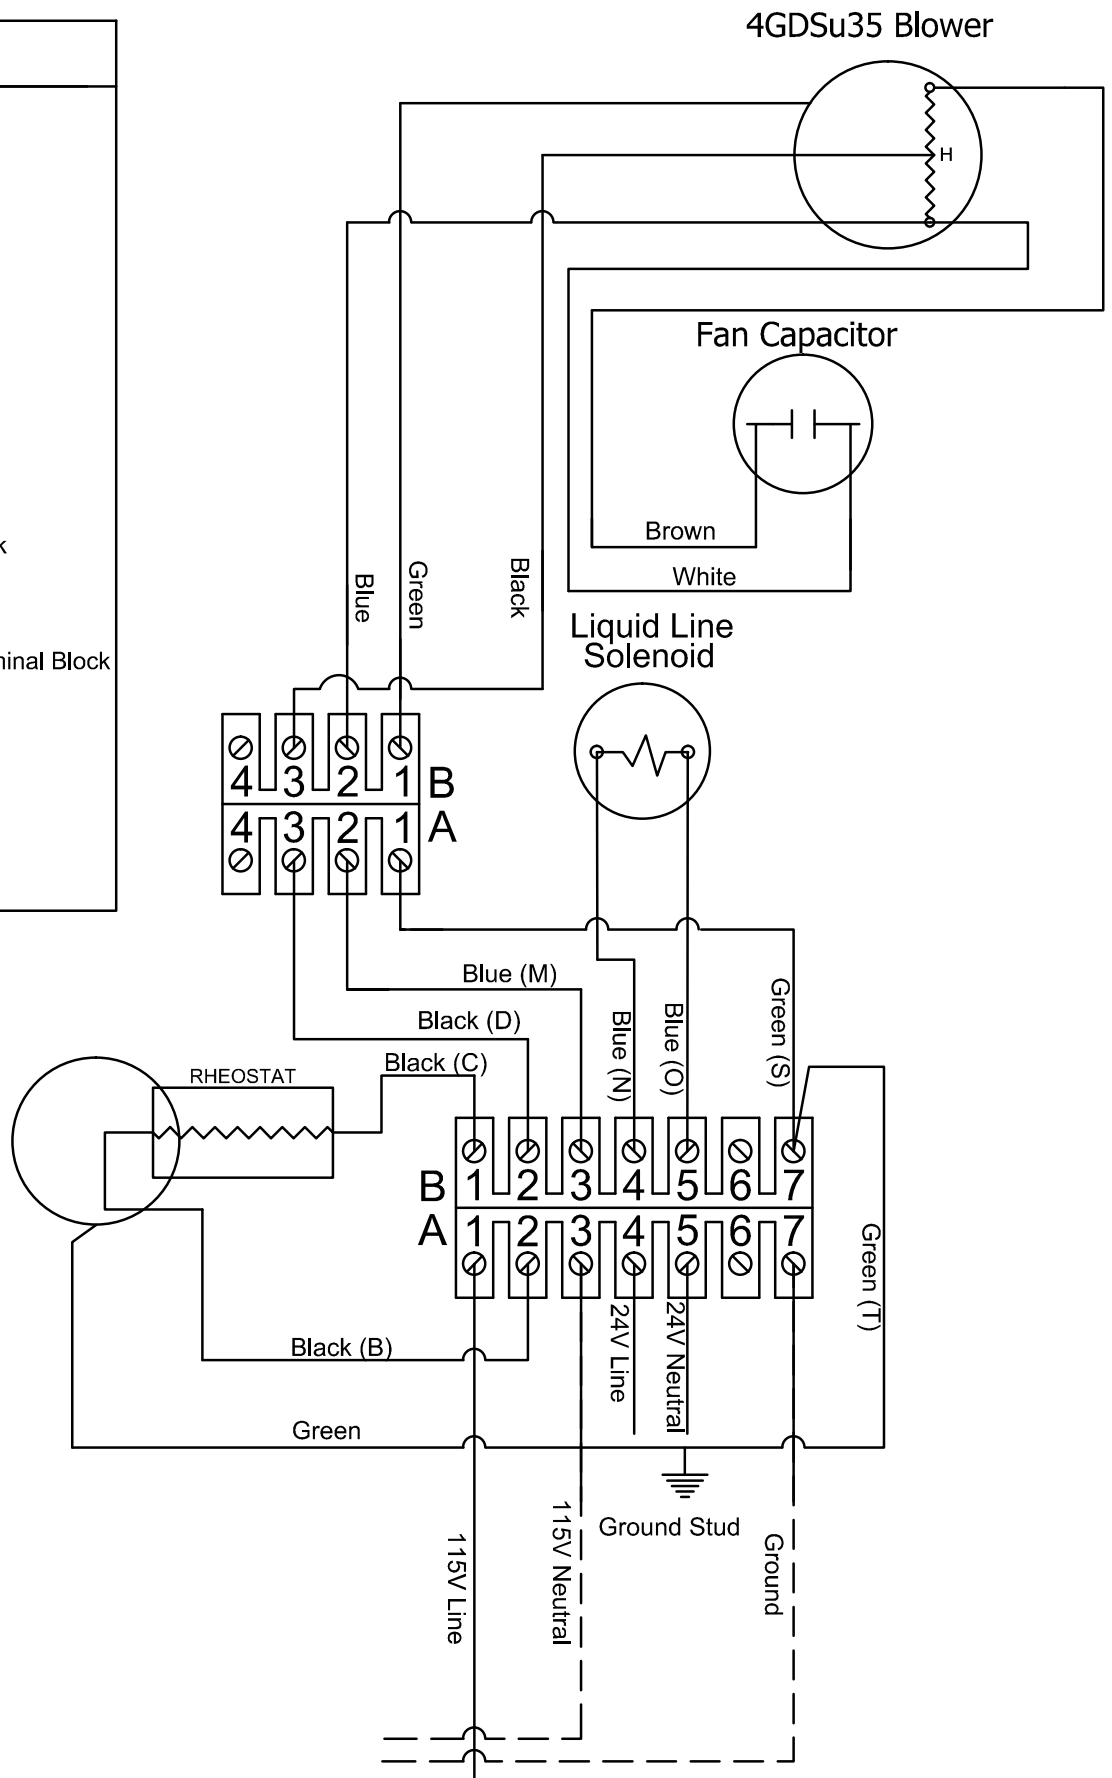 4GDSu35 Blower
H
Fan Capacitor
Brown
White
Blue
Green
Black
Liquid Line
Solenoid
Block
4 3 2 1 B
4 3 2 1 A
Blue (M)
Black (D)
Black (C)
Blue (N)
Blue (O)
Green (S)
RHEOSTAT
B 1 2 3 4 5 6 7
A 1 2 3 4 5 6 7
Green (T)
24V Line
24V Neutral
Black (B)
Green
Ground Stud
115V Line
115V Neutral
Ground